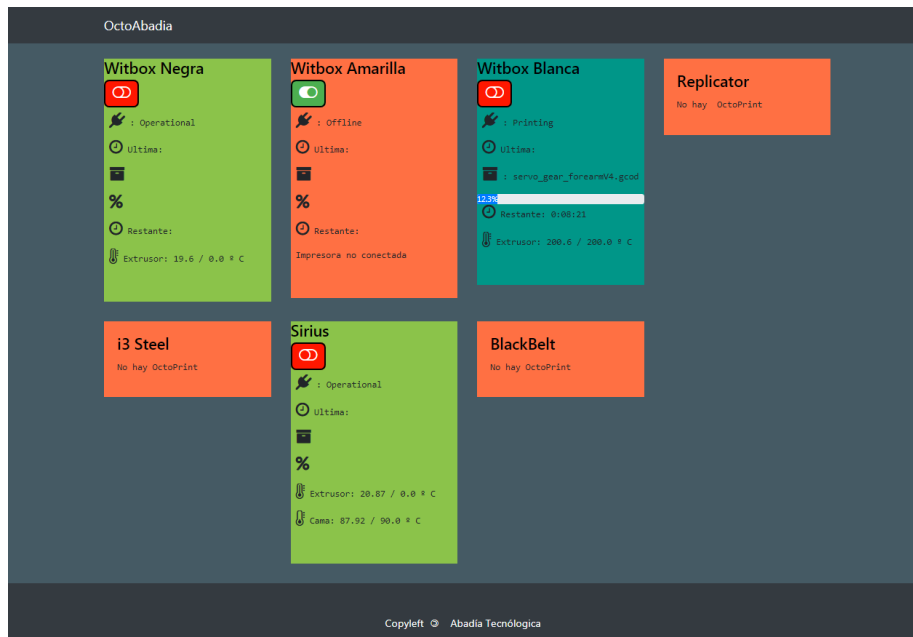 OctoAbadia
Witbox Negra
: Operational
Ultima:
%
Restante:
Extrusor: 19.6 / 0.0 º C
Witbox Amarilla
: Offline
Ultima:
%
Restante:
Impresora no conectada
Witbox Blanca
: Printing
Ultima:
: servo_gear_forearmV4.gcod
12.3%
Restante: 0:08:21
Extrusor: 200.6 / 200.0 º C
Replicator
No hay OctoPrint
i3 Steel
No hay OctoPrint
Sirius
: Operational
Ultima:
%
Extrusor: 20.87 / 0.0 º C
Cama: 87.92 / 90.0 º C
BlackBelt
No hay OctoPrint
Copyleft 🄯 Abadía Tecnólogica